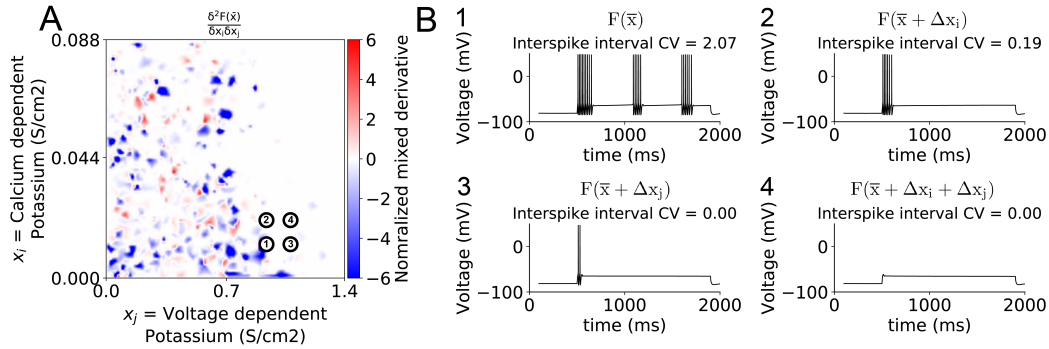 A
δ²F(x̄)
δxᵢδxⱼ
0.088
0.044
0.000
0.0
0.7
1.4
xᵢ = Calcium dependent
Potassium (S/cm2)
xⱼ = Voltage dependent
Potassium (S/cm2)
2 4
1 3
6
4
2
0
−2
−4
−6
Nomralized mixed derivative
B
1
F(x̄)
Interspike interval CV = 2.07
Voltage (mV)
0
−100
0 1000 2000
time (ms)
2
F(x̄ + Δxᵢ)
Interspike interval CV = 0.19
Voltage (mV)
0
−100
0 1000 2000
time (ms)
3
F(x̄ + Δxⱼ)
Interspike interval CV = 0.00
Voltage (mV)
0
−100
0 1000 2000
time (ms)
4
F(x̄ + Δxᵢ + Δxⱼ)
Interspike interval CV = 0.00
Voltage (mV)
0
−100
0 1000 2000
time (ms)